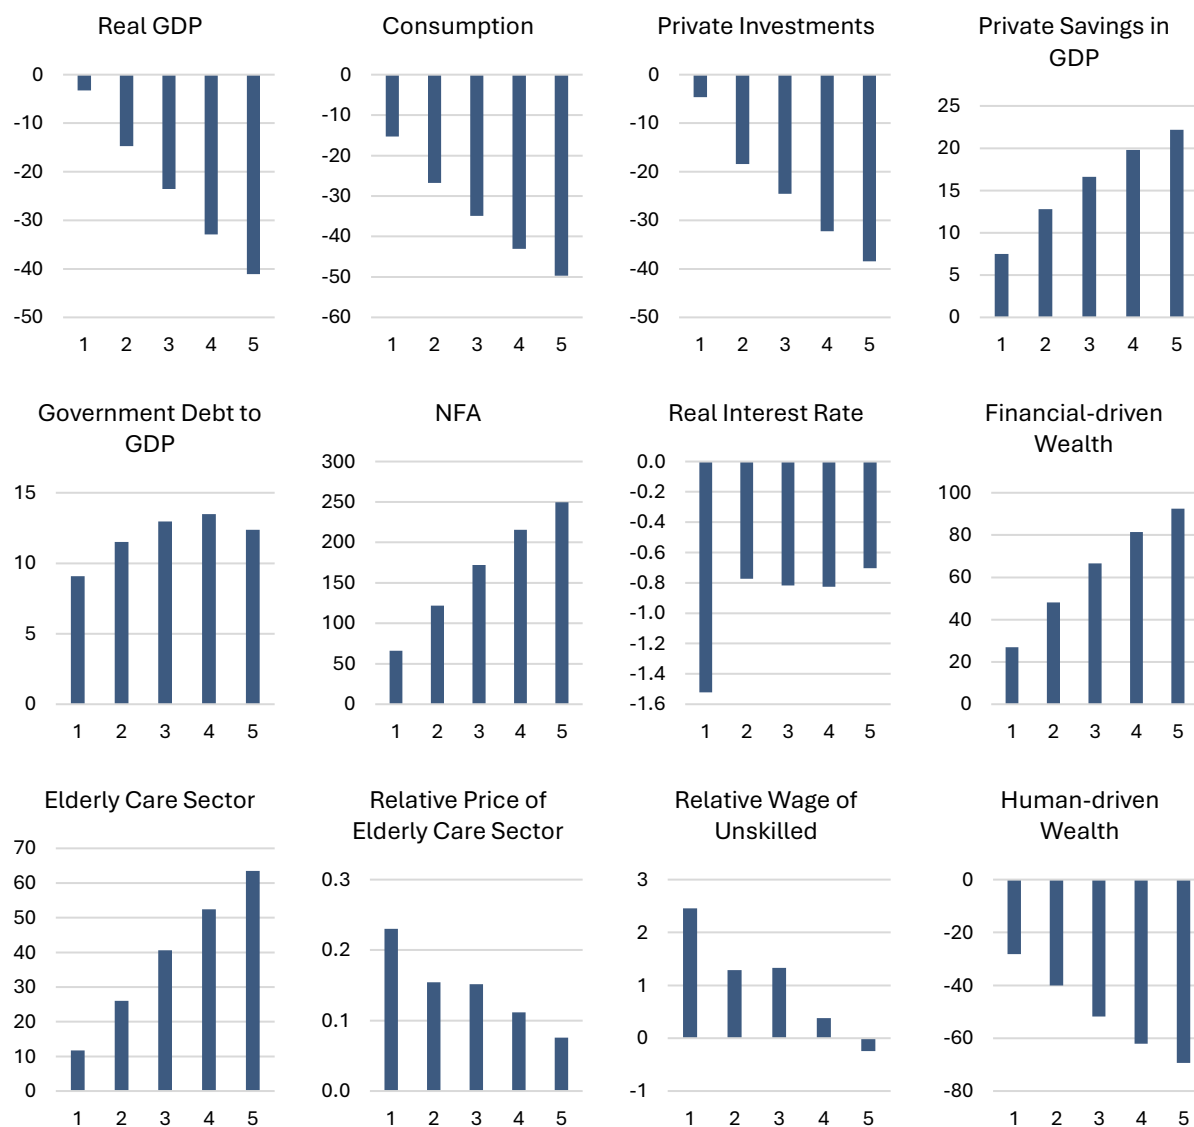 Real GDP
0
-10
-20
-30
-40
-50
1 2 3 4 5
Consumption
0
-10
-20
-30
-40
-50
-60
1 2 3 4 5
Private Investments
0
-10
-20
-30
-40
-50
1 2 3 4 5
Private Savings in
GDP
25
20
15
10
5
0
1 2 3 4 5
Government Debt to
GDP
15
10
5
0
1 2 3 4 5
NFA
300
250
200
150
100
50
0
1 2 3 4 5
Real Interest Rate
0.0
-0.2
-0.4
-0.6
-0.8
-1.0
-1.2
-1.4
-1.6
1 2 3 4 5
Financial-driven
Wealth
100
80
60
40
20
0
1 2 3 4 5
Elderly Care Sector
70
60
50
40
30
20
10
0
1 2 3 4 5
Relative Price of
Elderly Care Sector
0.3
0.2
0.1
0.0
1 2 3 4 5
Relative Wage of
Unskilled
3
2
1
0
-1
1 2 3 4 5
Human-driven
Wealth
0
-20
-40
-60
-80
1 2 3 4 5